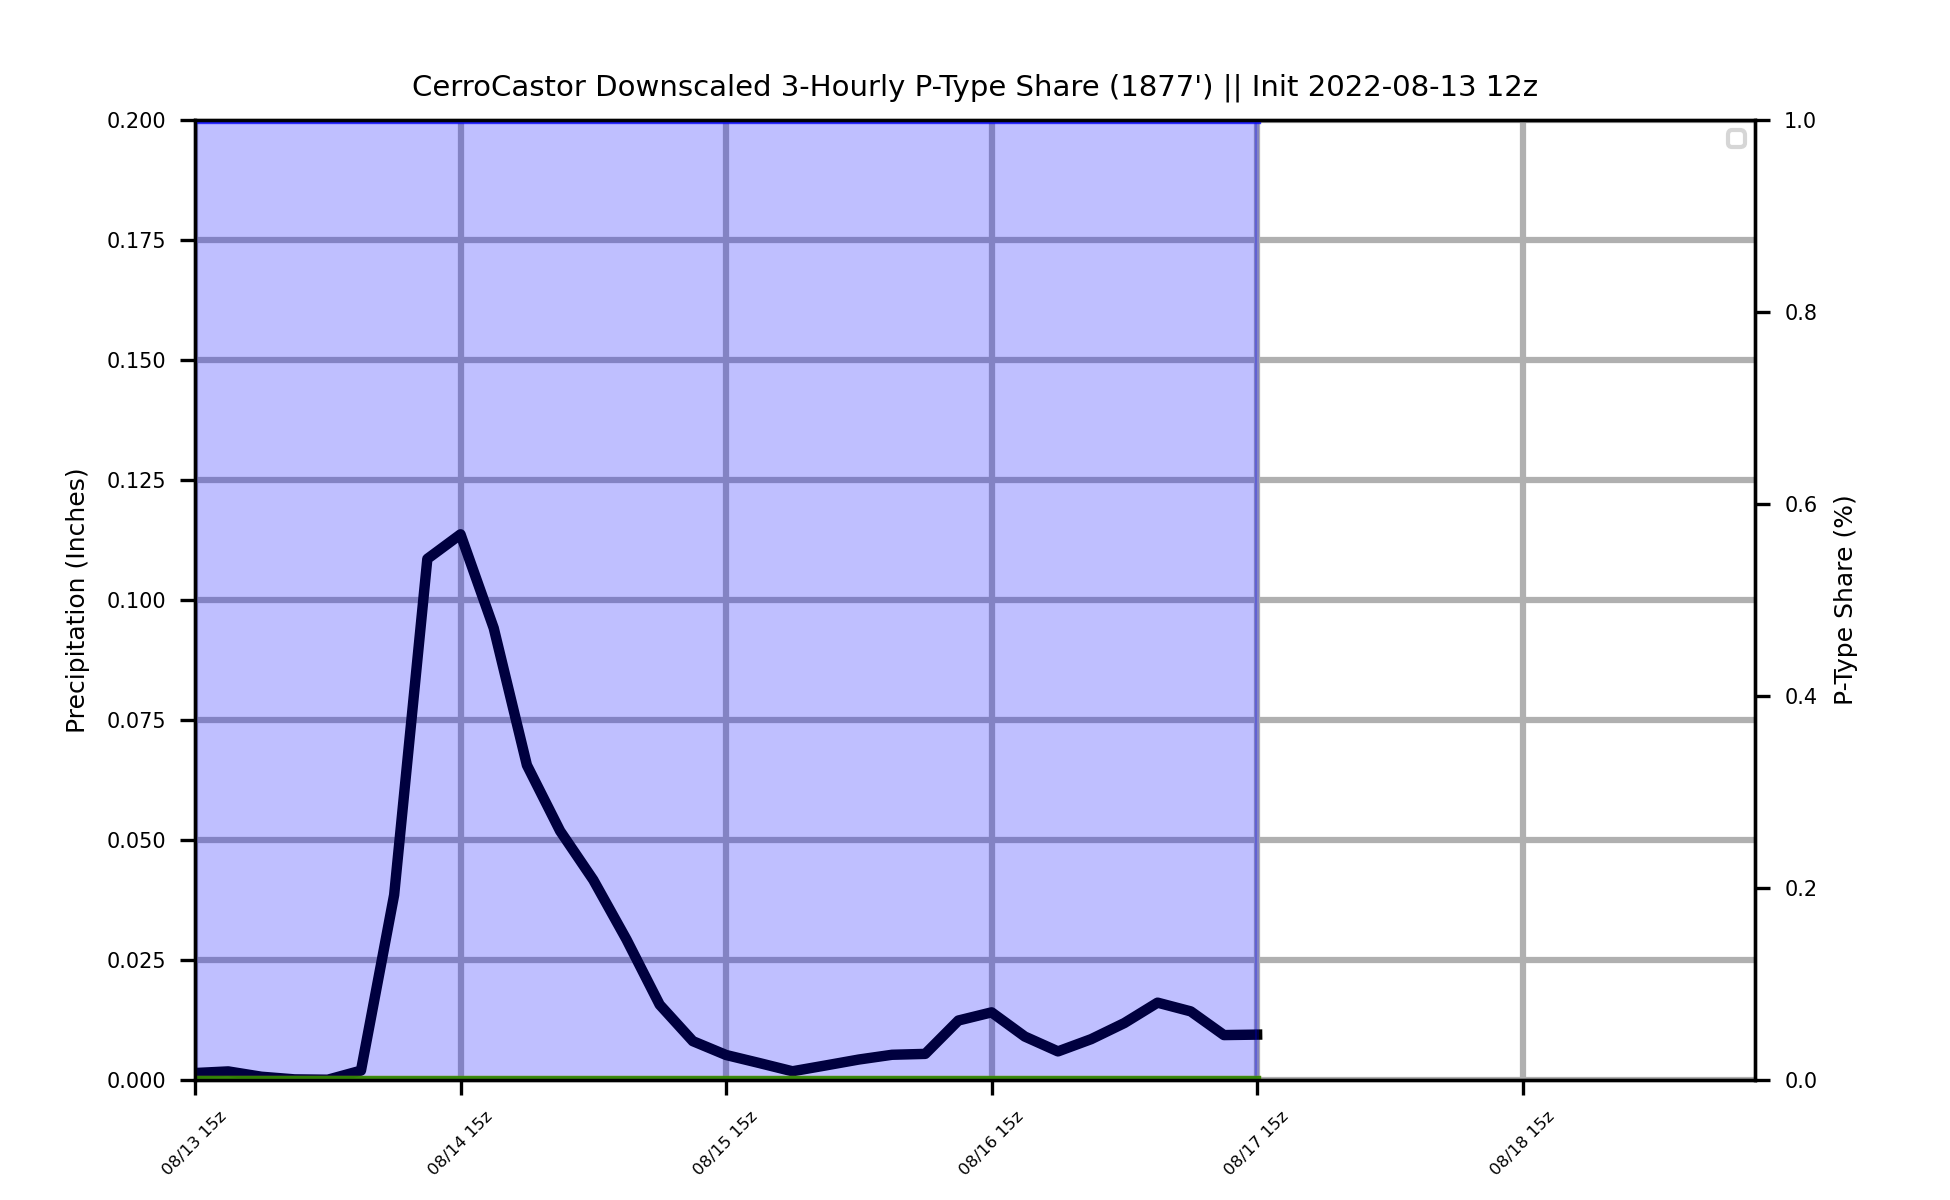 CerroCastor Downscaled 3-Hourly P-Type Share (1877') || Init 2022-08-13 12z
Precipitation (Inches)
0.200
0.175
0.150
0.125
0.100
0.075
0.050
0.025
0.000
1.0
0.8
0.6
0.4
0.2
0.0
P-Type Share (%)
08/13 15z
08/14 15z
08/15 15z
08/16 15z
08/17 15z
08/18 15z